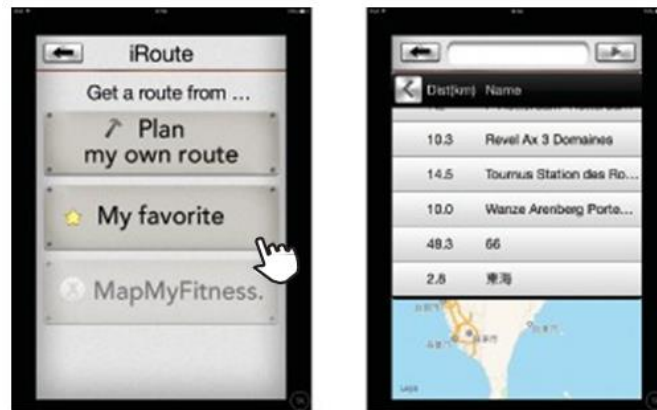 iRoute
Get a route from ...
Plan
my own route
My favorite
MapMyFitness.
Dist(km) Name
10.3 Revel Ax 3 Domaines
14.5 Tournus Station des Ro...
10.0 Wanze Arenberg Porte...
48.3 66
2.8 東海